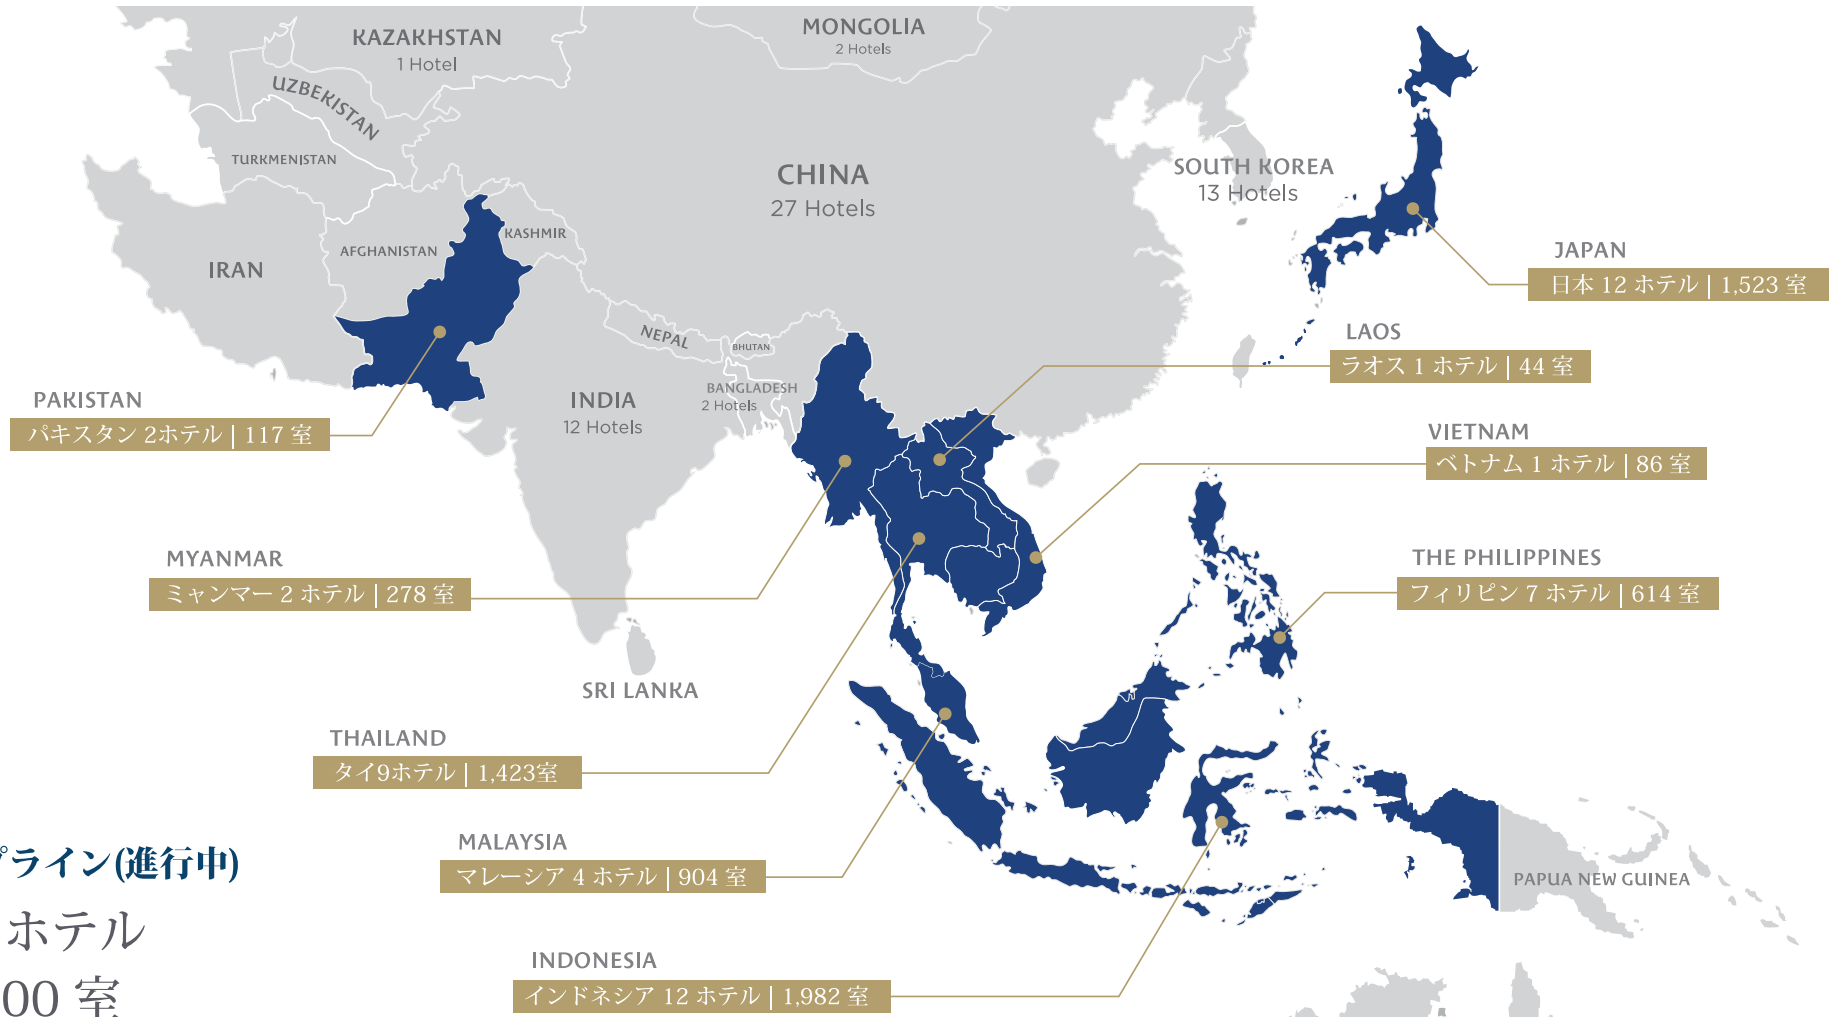 KAZAKHSTAN
1 Hotel
MONGOLIA
2 Hotels
UZBEKISTAN
TURKMENISTAN
CHINA
27 Hotels
SOUTH KOREA
13 Hotels
KASHMIR
AFGHANISTAN
IRAN
JAPAN
日本 12 ホテル | 1,523 室
NEPAL
BHUTAN
LAOS
ラオス 1 ホテル | 44 室
BANGLADESH
2 Hotels
INDIA
12 Hotels
PAKISTAN
パキスタン 2ホテル | 117 室
VIETNAM
ベトナム 1 ホテル | 86 室
MYANMAR
ミャンマー 2 ホテル | 278 室
THE PHILIPPINES
フィリピン 7 ホテル | 614 室
SRI LANKA
THAILAND
タイ9ホテル | 1,423室
MALAYSIA
マレーシア 4 ホテル | 904 室
PAPUA NEW GUINEA
INDONESIA
インドネシア 12 ホテル | 1,982 室
プライン(進行中)
ホテル
00 室